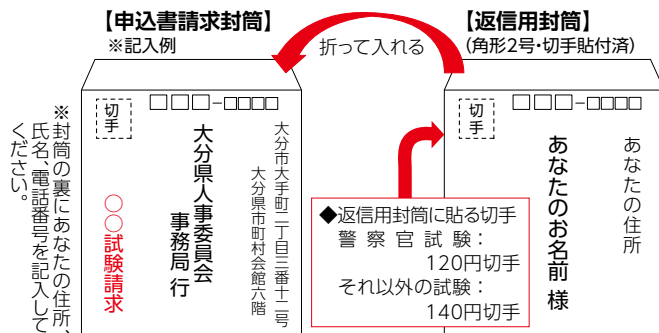 【申込書請求封筒】
※記入例
折って入れる
【返信用封筒】
(角形2号・切手貼付済)
切手
□□□-□□□□
大分市大手町二丁目三番十二号
大分県市町村会館六階
大分県人事委員会
事務局 行
○○試験請求
※封筒の裏にあなたの住所、
氏名、電話番号を記入して
ください。
切手
□□□-□□□□
あなたの住所
あなたのお名前 様
◆返信用封筒に貼る切手
警察官試験:
120円切手
それ以外の試験:
140円切手